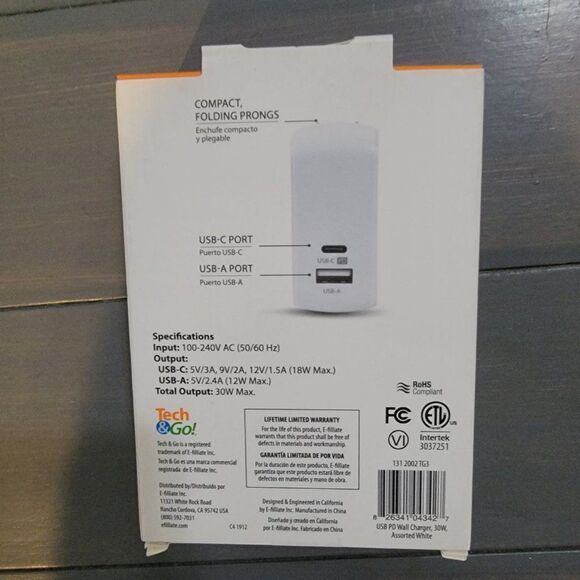 COMPACT,
FOLDING PRONGS
Enchufe compacto
y plegable
USB-C PORT
Puerto USB-C
USB-C PD
USB-A PORT
Puerto USB-A
USB-A
Specifications
Input: 100-240V AC (50/60 Hz)
Output:
USB-C: 5V/3A, 9V/2A, 12V/1.5A (18W Max.)
USB-A: 5V/2.4A (12W Max.)
Total Output: 30W Max.
Tech
&Go!
Tech & Go is a registered
trademark of E-filliate Inc.
Tech & Go es una marca commercial
registrada de E-filliate Inc.
Distributed by/Distribuido por
E-filliate Inc.
11321 White Rock Road
Rancho Cordova, CA 95742 USA
(800) 592-7031
efilliate.com
C4 1912
LIFETIME LIMITED WARRANTY
For the life of this product, E-filliate
warrants that this product will be free of
defects in materials and workmanship.
GARANTÍA LIMITADA DE POR VIDA
Por la duración de este producto, E-filliate
garantiza que este producto estará libre
de defectos en materiales y mano de obra.
Designed & Engineered in California
by E-filliate Inc. Manufactured in China
Diseñado y creado en California
por E-filliate Inc. Fabricado en China
RoHS
Compliant
FC
ETL
US
VI
Intertek
3037251
131 2002 TG3
8 26341 04342 7
USB PD Wall Charger, 30W,
Assorted White